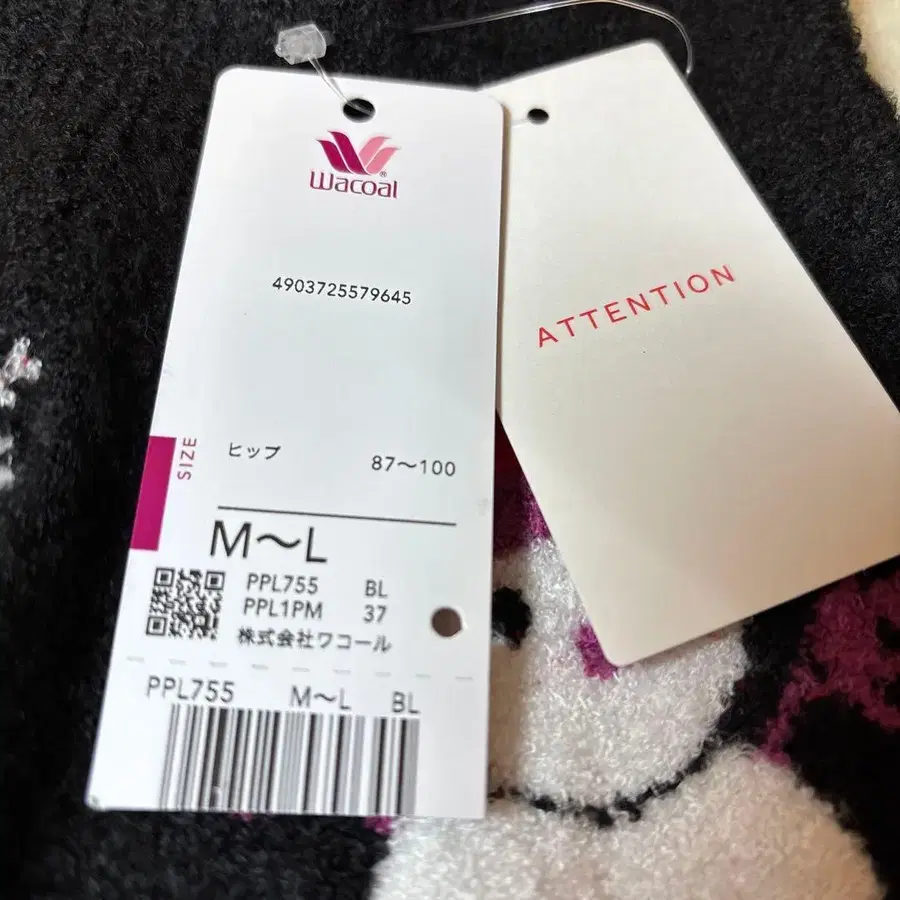 Wacoal
4903725579645
SIZE
ヒップ 87〜100
M〜L
PPL755 BL
PPL1PM 37
株式会社ワコール
PPL755 M〜L BL
ATTENTION